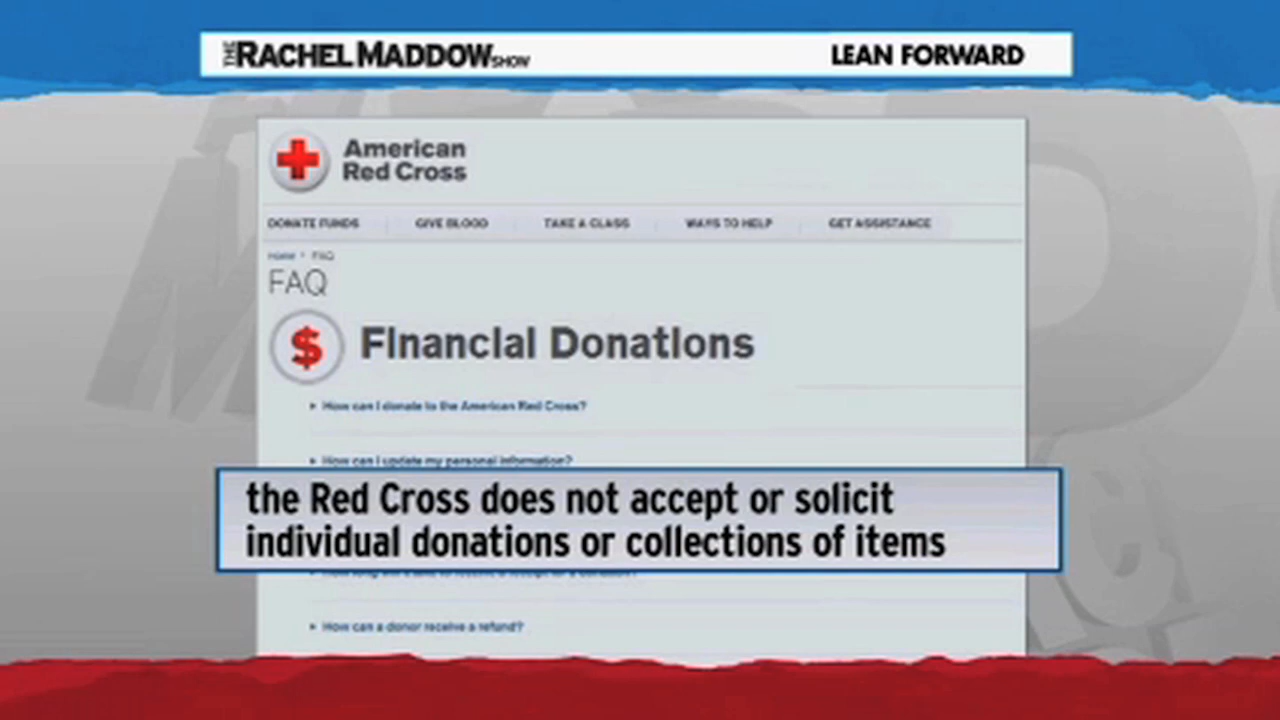 THE RACHEL MADDOW SHOW
LEAN FORWARD
American
Red Cross
DONATE FUNDS
GIVE BLOOD
TAKE A CLASS
WAYS TO HELP
GET ASSISTANCE
Home FAQ
FAQ
$ Financial Donations
How can I donate to the American Red Cross?
How can I update my personal information?
the Red Cross does not accept or solicit
individual donations or collections of items
How can a donor receive a refund?